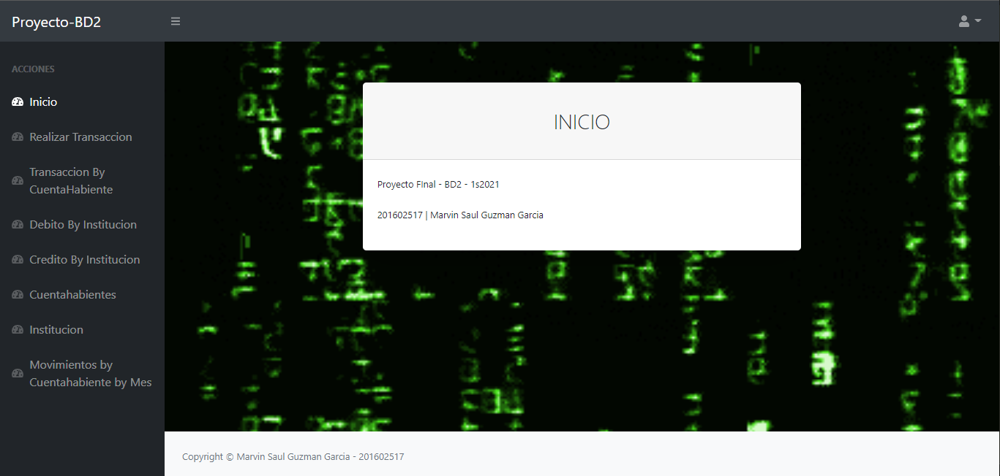 Proyecto-BD2
ACCIONES
Inicio
Realizar Transaccion
Transaccion By
CuentaHabiente
Debito By Institucion
Credito By Institucion
Cuentahabientes
Institucion
Movimientos by
Cuentahabiente by Mes
INICIO
Proyecto FInal - BD2 - 1s2021
201602517 | Marvin Saul Guzman Garcia
Copyright © Marvin Saul Guzman Garcia - 201602517